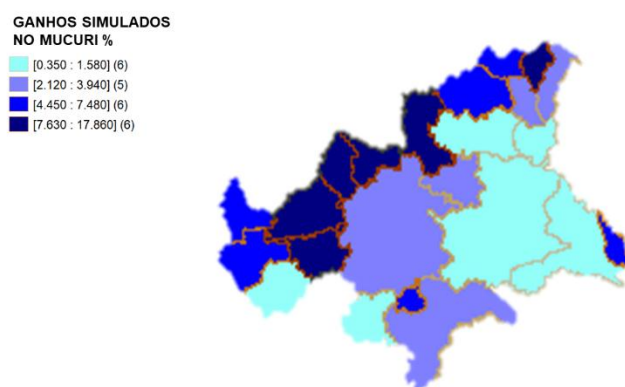 GANHOS SIMULADOS
NO MUCURI %
[0.350 : 1.580] (6)
[2.120 : 3.940] (5)
[4.450 : 7.480] (6)
[7.630 : 17.860] (6)